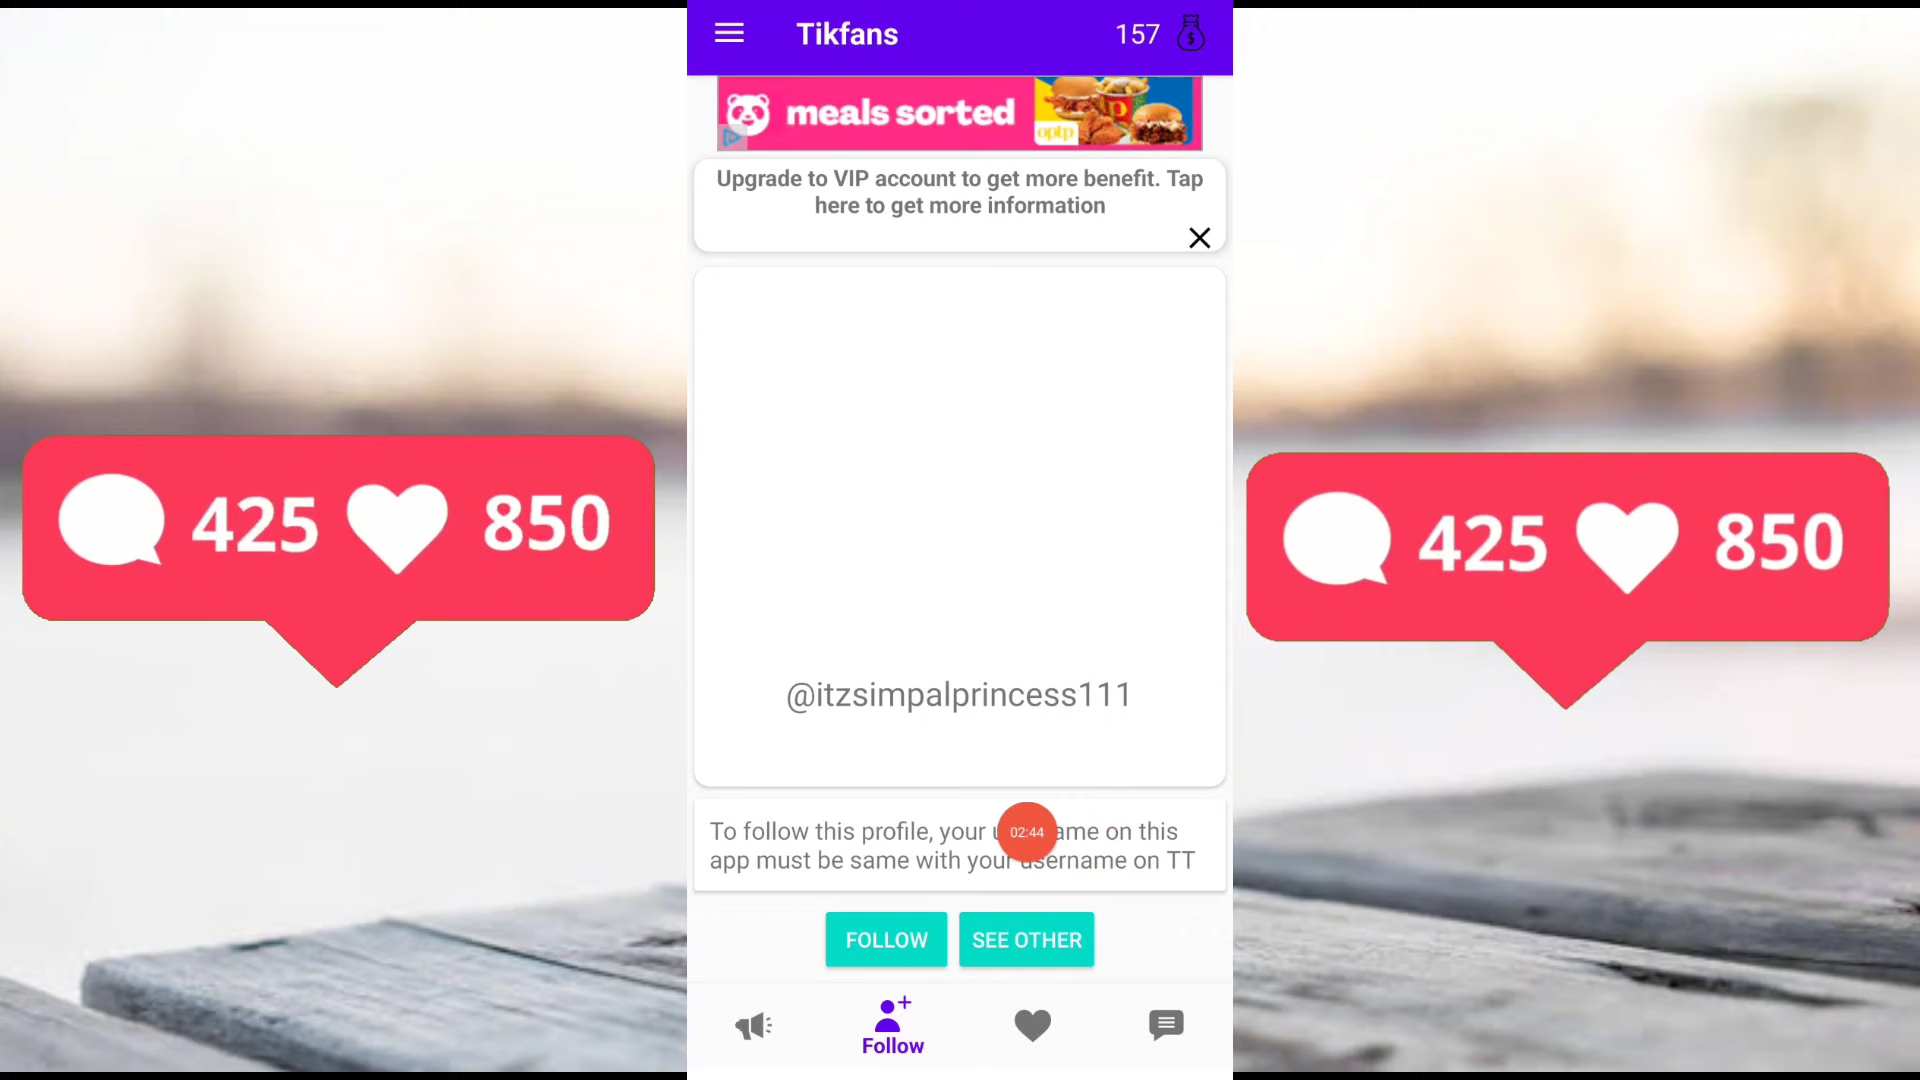 Tikfans
157
meals sorted
optp
Upgrade to VIP account to get more benefit. Tap
here to get more information
425 850
425 850
@itzsimpalprincess111
To follow this profile, your u ame on this
app must be same with your username on TT
02:44
FOLLOW
SEE OTHER
Follow